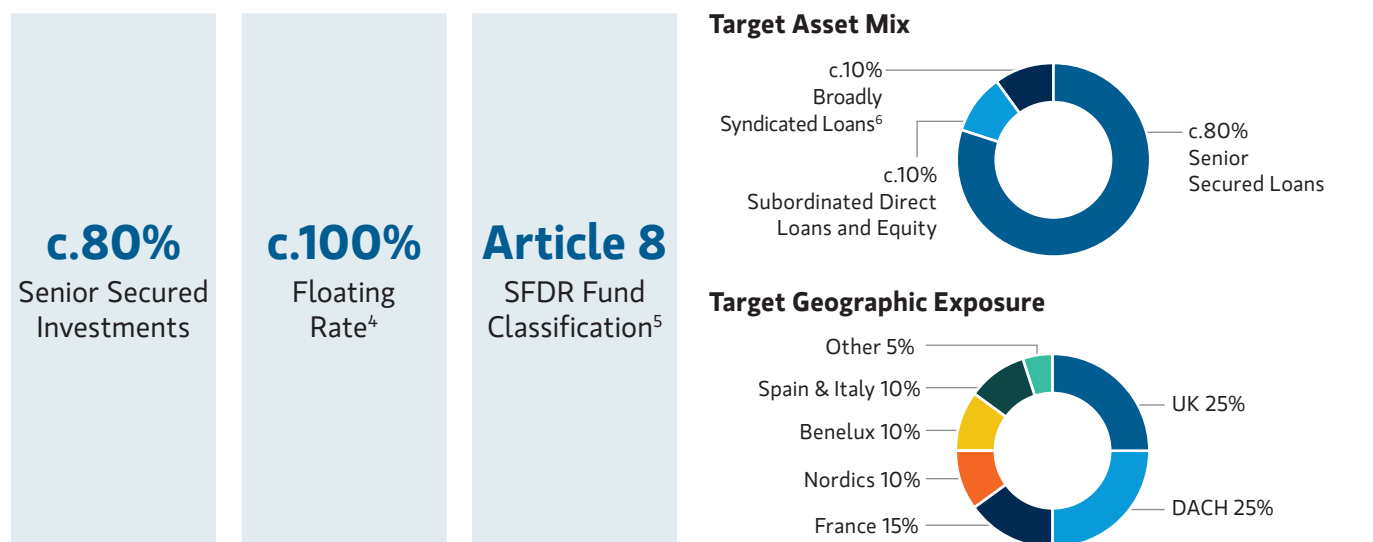 c.80%
Senior Secured
Investments
c.100%
Floating
Rate⁴
Article 8
SFDR Fund
Classification⁵
Target Asset Mix
c.10%
Broadly
Syndicated Loans⁶
c.10%
Subordinated Direct
Loans and Equity
c.80%
Senior
Secured Loans
Target Geographic Exposure
Other 5%
Spain & Italy 10%
Benelux 10%
Nordics 10%
France 15%
UK 25%
DACH 25%